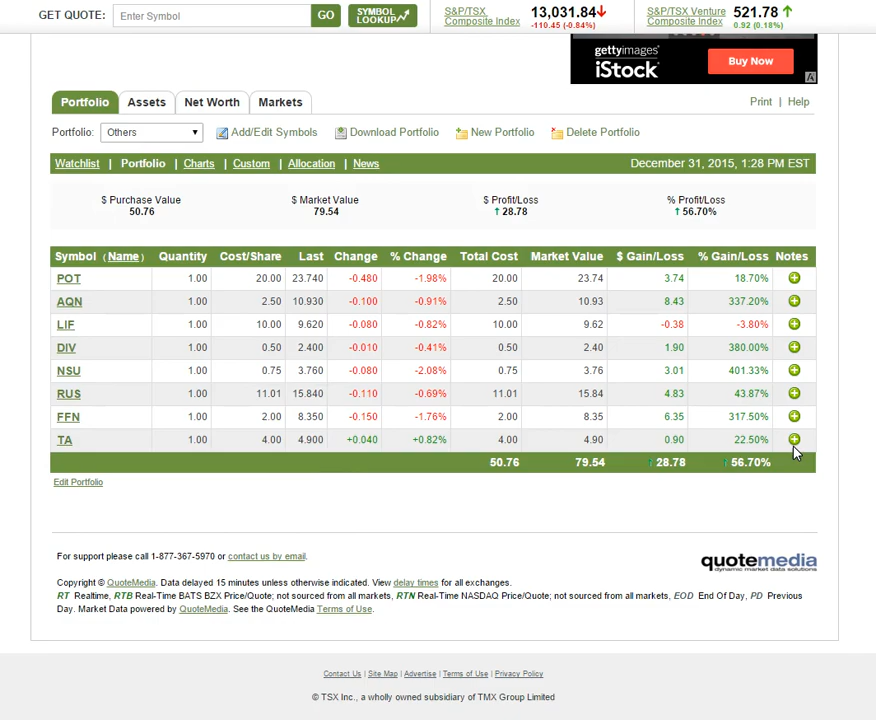 GET QUOTE: Enter Symbol GO SYMBOL LOOKUP S&P/TSX Composite Index 13,031.84 -110.45 (-0.84%) S&P/TSX Venture Composite Index 521.78 0.92 (0.18%)
gettyimages®
iStock™ Buy Now
Portfolio Assets Net Worth Markets Print | Help
Portfolio: Others Add/Edit Symbols Download Portfolio New Portfolio Delete Portfolio
Watchlist | Portfolio | Charts | Custom | Allocation | News December 31, 2015, 1:28 PM EST
$ Purchase Value $ Market Value $ Profit/Loss % Profit/Loss
50.76 79.54 28.78 56.70%
Symbol (Name) Quantity Cost/Share Last Change % Change Total Cost Market Value $ Gain/Loss % Gain/Loss Notes
POT 1.00 20.00 23.740 -0.480 -1.98% 20.00 23.74 3.74 18.70%
AQN 1.00 2.50 10.930 -0.100 -0.91% 2.50 10.93 8.43 337.20%
LIF 1.00 10.00 9.620 -0.080 -0.82% 10.00 9.62 -0.38 -3.80%
DIV 1.00 0.50 2.400 -0.010 -0.41% 0.50 2.40 1.90 380.00%
NSU 1.00 0.75 3.760 -0.080 -2.08% 0.75 3.76 3.01 401.33%
RUS 1.00 11.01 15.840 -0.110 -0.69% 11.01 15.84 4.83 43.87%
FFN 1.00 2.00 8.350 -0.150 -1.76% 2.00 8.35 6.35 317.50%
TA 1.00 4.00 4.900 +0.040 +0.82% 4.00 4.90 0.90 22.50%
50.76 79.54 28.78 56.70%
Edit Portfolio
For support please call 1-877-367-5970 or contact us by email.
quotemedia
dynamic market data solutions
Copyright © QuoteMedia. Data delayed 15 minutes unless otherwise indicated. View delay times for all exchanges.
RT Realtime, RTB Real-Time BATS BZX Price/Quote; not sourced from all markets, RTN Real-Time NASDAQ Price/Quote; not sourced from all markets, EOD End Of Day, PD Previous
Day. Market Data powered by QuoteMedia. See the QuoteMedia Terms of Use.
Contact Us | Site Map | Advertise | Terms of Use | Privacy Policy
© TSX Inc., a wholly owned subsidiary of TMX Group Limited